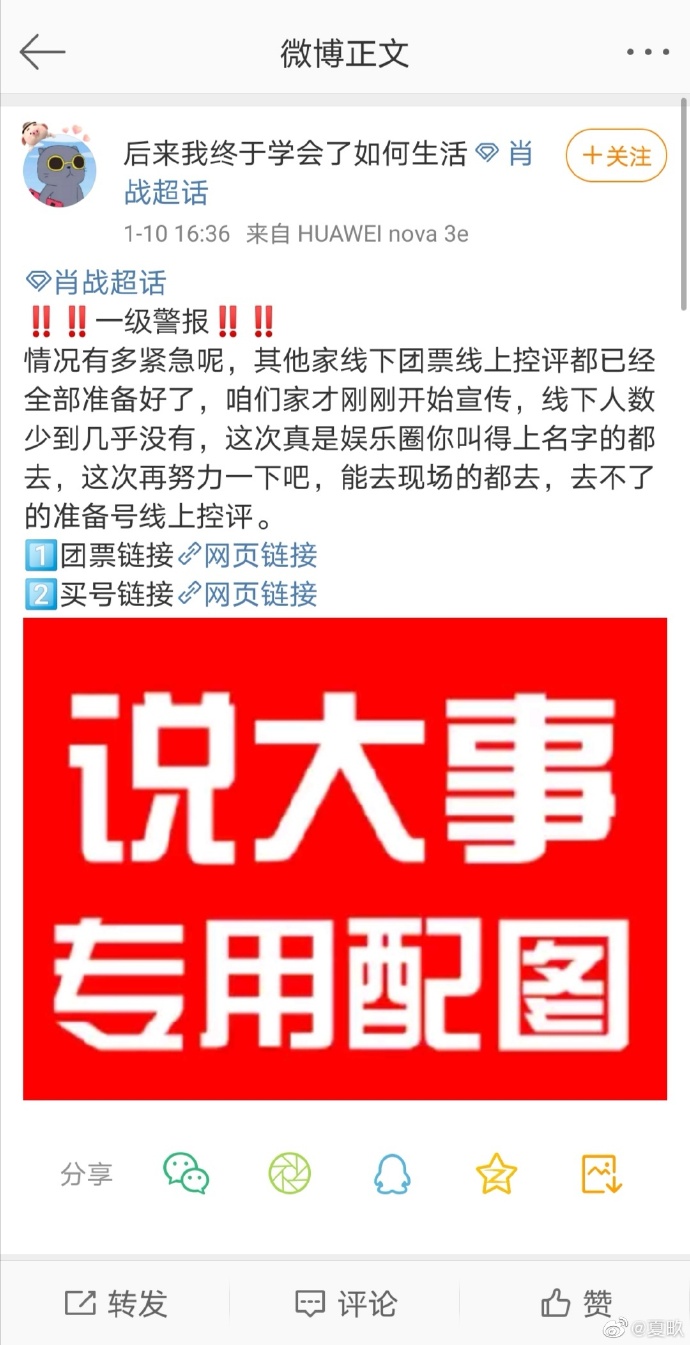 微博正文
后来我终于学会了如何生活 肖
战超话
+关注
1-10 16:36 来自 HUAWEI nova 3e
肖战超话
‼️‼️一级警报‼️‼️
情况有多紧急呢，其他家线下团票线上控评都已经
全部准备好了，咱们家才刚刚开始宣传，线下人数
少到几乎没有，这次真是娱乐圈你叫得上名字的都
去，这次再努力一下吧，能去现场的都去，去不了
的准备号线上控评。
1️⃣团票链接网页链接
2️⃣买号链接网页链接
说大事
专用配图
分享
转发
评论
赞
@夏畋